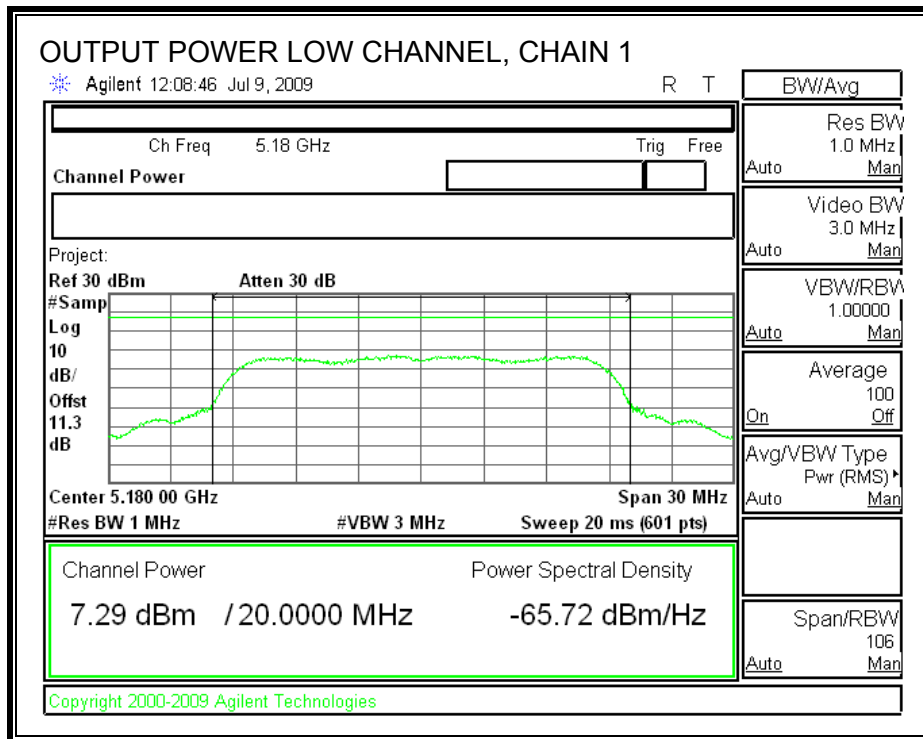 OUTPUT POWER LOW CHANNEL, CHAIN 1
Agilent 12:08:46 Jul 9, 2009 R T
Ch Freq 5.18 GHz Trig Free
Channel Power
Project:
Ref 30 dBm Atten 30 dB
#Samp
Log
10
dB/
Offst
11.3
dB
Center 5.180 00 GHz Span 30 MHz
#Res BW 1 MHz #VBW 3 MHz Sweep 20 ms (601 pts)
Channel Power Power Spectral Density
7.29 dBm /20.0000 MHz -65.72 dBm/Hz
Copyright 2000-2009 Agilent Technologies
BW/Avg
Res BW
1.0 MHz
Auto Man
Video BW
3.0 MHz
Auto Man
VBW/RBW
1.00000
Auto Man
Average
100
On Off
Avg/VBW Type
Pwr (RMS)
Auto Man
Span/RBW
106
Auto Man